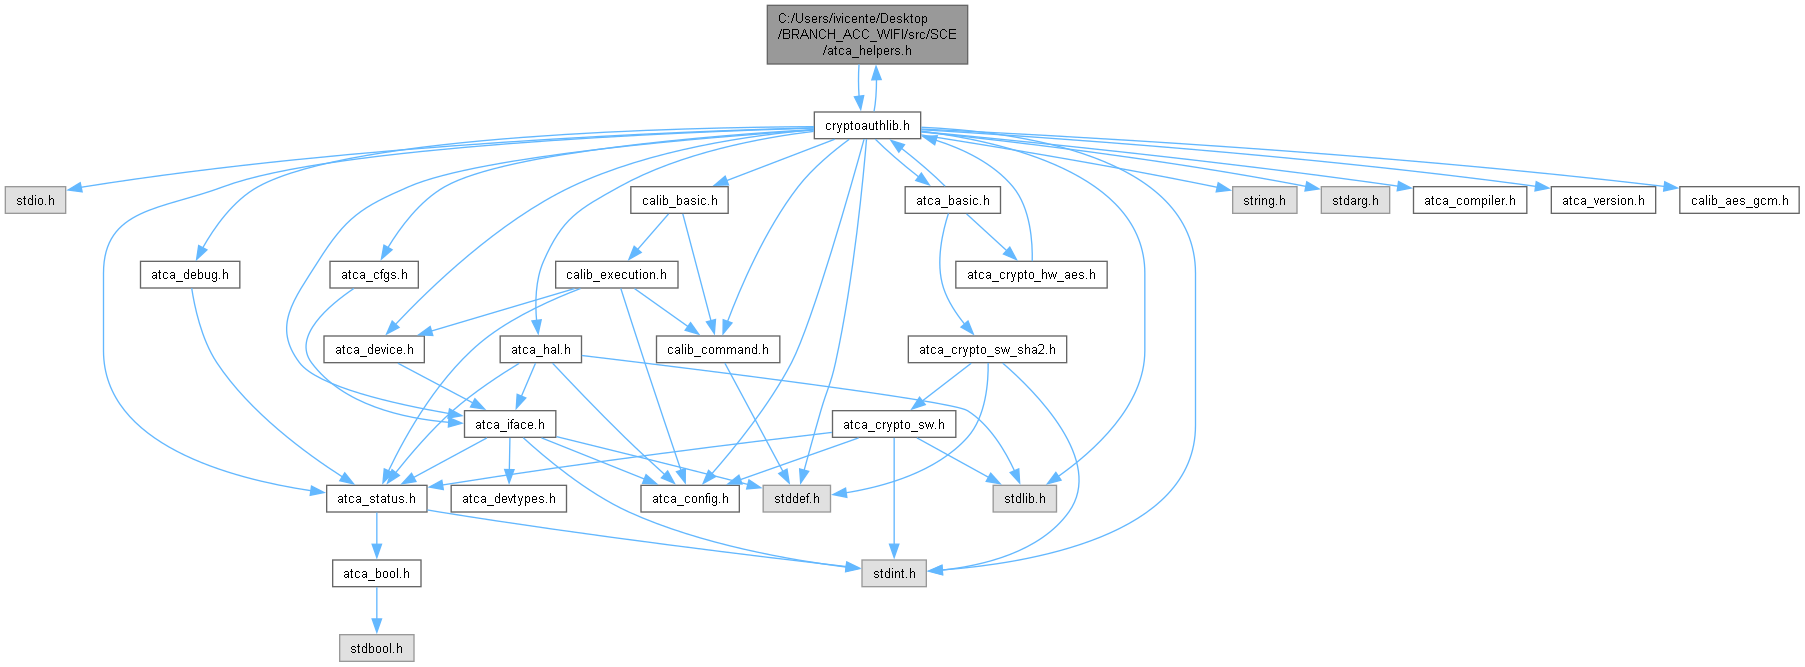 C:/Users/ivicente/Desktop
/BRANCH_ACC_WIFI/src/SCE
/atca_helpers.h
cryptoauthlib.h
stdio.h
calib_basic.h
atca_basic.h
string.h
stdarg.h
atca_compiler.h
atca_version.h
calib_aes_gcm.h
atca_debug.h
atca_cfgs.h
calib_execution.h
atca_crypto_hw_aes.h
atca_device.h
atca_hal.h
calib_command.h
atca_crypto_sw_sha2.h
atca_iface.h
atca_crypto_sw.h
atca_status.h
atca_devtypes.h
atca_config.h
stddef.h
stdlib.h
atca_bool.h
stdint.h
stdbool.h